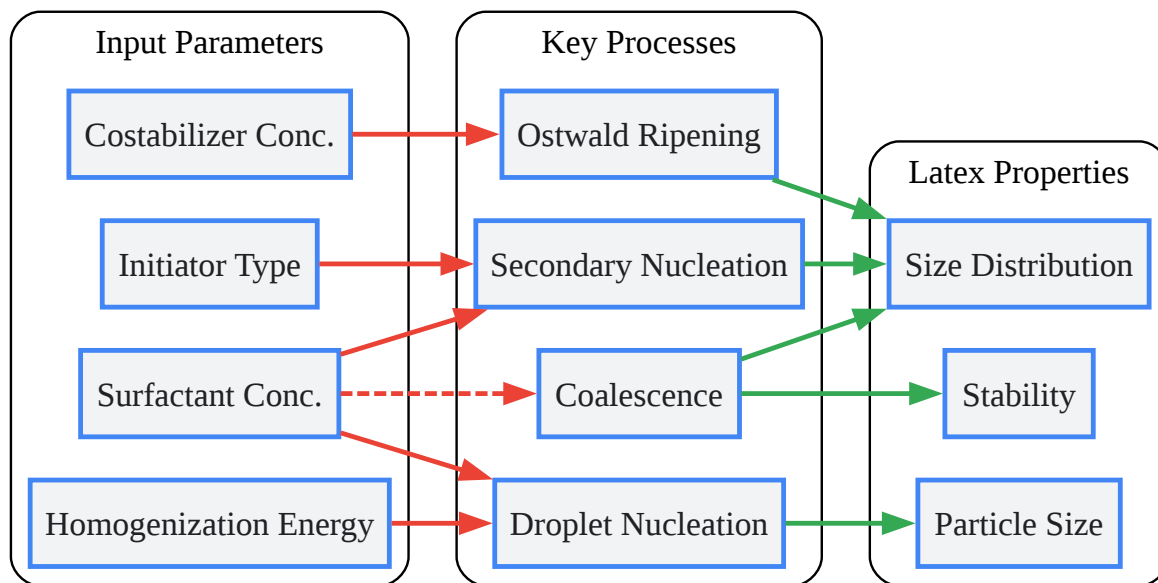 Input Parameters
Costabilizer Conc.
Initiator Type
Surfactant Conc.
Homogenization Energy
Key Processes
Ostwald Ripening
Secondary Nucleation
Coalescence
Droplet Nucleation
Latex Properties
Size Distribution
Stability
Particle Size